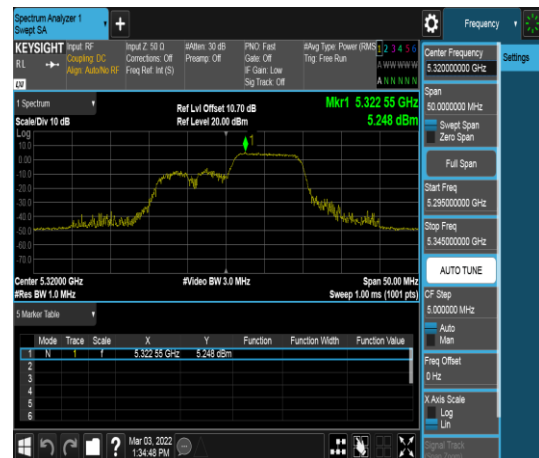 Spectrum Analyzer 1
Swept SA
+
Frequency
KEYSIGHT Input: RF Input Z: 50 Ω #Atten: 30 dB PNO: Fast #Avg Type: Power (RMS 1 2 3 4 5 6
RL Coupling: DC Corrections: Off Preamp: Off Gate: Off Trig: Free Run A WW WW W
Align: Auto/No RF Freq Ref: Int (S) IF Gain: Low
Sig Track: Off A N N N N N
LXI
1 Spectrum
Ref Lvl Offset 10.70 dB Mkr1 5.322 55 GHz
Scale/Div 10 dB Ref Level 20.00 dBm 5.248 dBm
Log
10.0
0.00
-10.0
-20.0
-30.0
-40.0
-50.0
-60.0
-70.0
1
Center 5.32000 GHz #Video BW 3.0 MHz Span 50.00 MHz
#Res BW 1.0 MHz Sweep 1.00 ms (1001 pts)
5 Marker Table
Mode Trace Scale X Y Function Function Width Function Value
1 N 1 f 5.322 55 GHz 5.248 dBm
2
3
4
5
6
Mar 03, 2022
1:34:48 PM
?
Center Frequency
5.320000000 GHz
Settings
Span
50.0000000 MHz
Swept Span
Zero Span
Full Span
Start Freq
5.295000000 GHz
Stop Freq
5.345000000 GHz
AUTO TUNE
CF Step
5.000000 MHz
Auto
Man
Freq Offset
0 Hz
X Axis Scale
Log
Lin
Signal Track